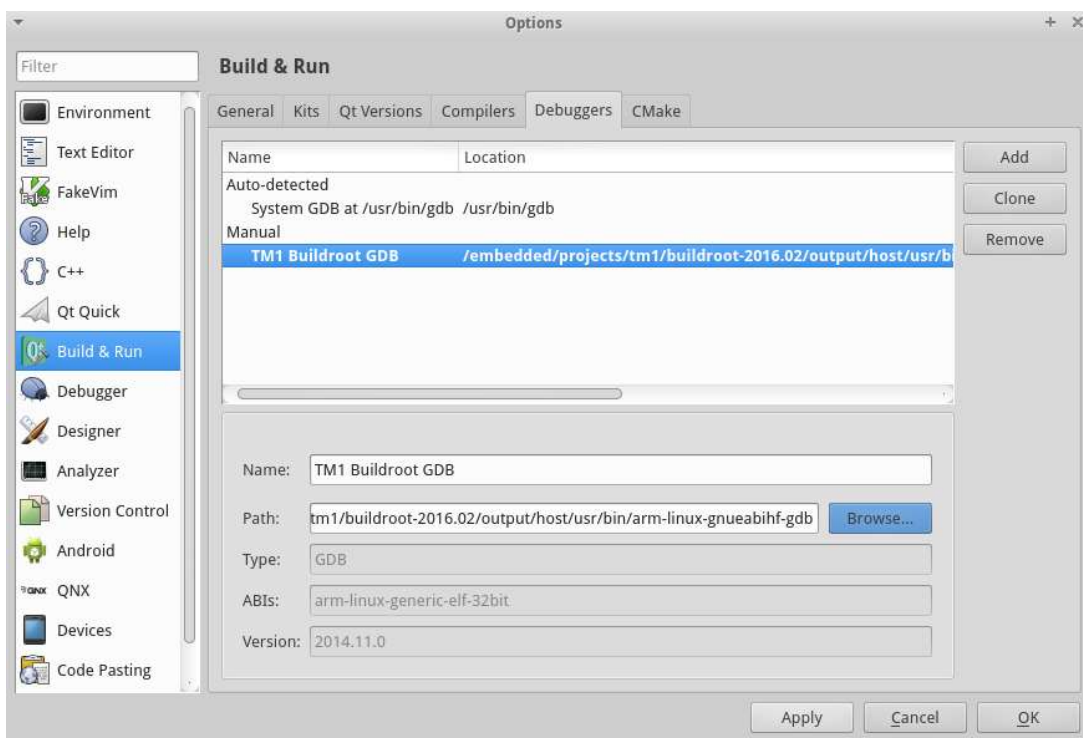 Options
Filter
Environment
Text Editor
FakeVim
Help
C++
Qt Quick
Build & Run
Debugger
Designer
Analyzer
Version Control
Android
QNX
Devices
Code Pasting
Build & Run
General Kits Qt Versions Compilers Debuggers CMake
Name Location
Auto-detected
System GDB at /usr/bin/gdb /usr/bin/gdb
Manual
TM1 Buildroot GDB /embedded/projects/tm1/buildroot-2016.02/output/host/usr/b
Add
Clone
Remove
Name: TM1 Buildroot GDB
Path: tm1/buildroot-2016.02/output/host/usr/bin/arm-linux-gnueabihf-gdb Browse...
Type: GDB
ABIs: arm-linux-generic-elf-32bit
Version: 2014.11.0
Apply Cancel OK